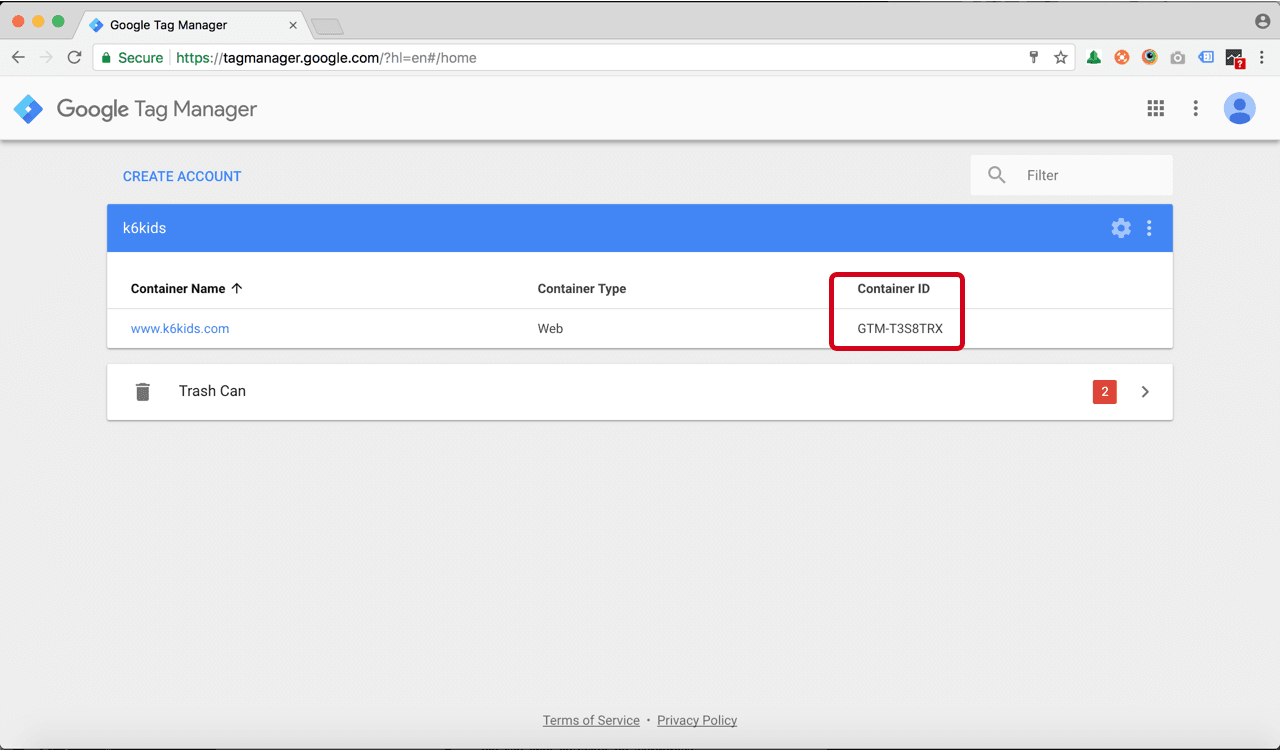 Google Tag Manager
Secure https://tagmanager.google.com/?hl=en#/home
Google Tag Manager
CREATE ACCOUNT
Filter
k6kids
Container Name
Container Type
Container ID
www.k6kids.com
Web
GTM-T3S8TRX
Trash Can
2
Terms of Service • Privacy Policy